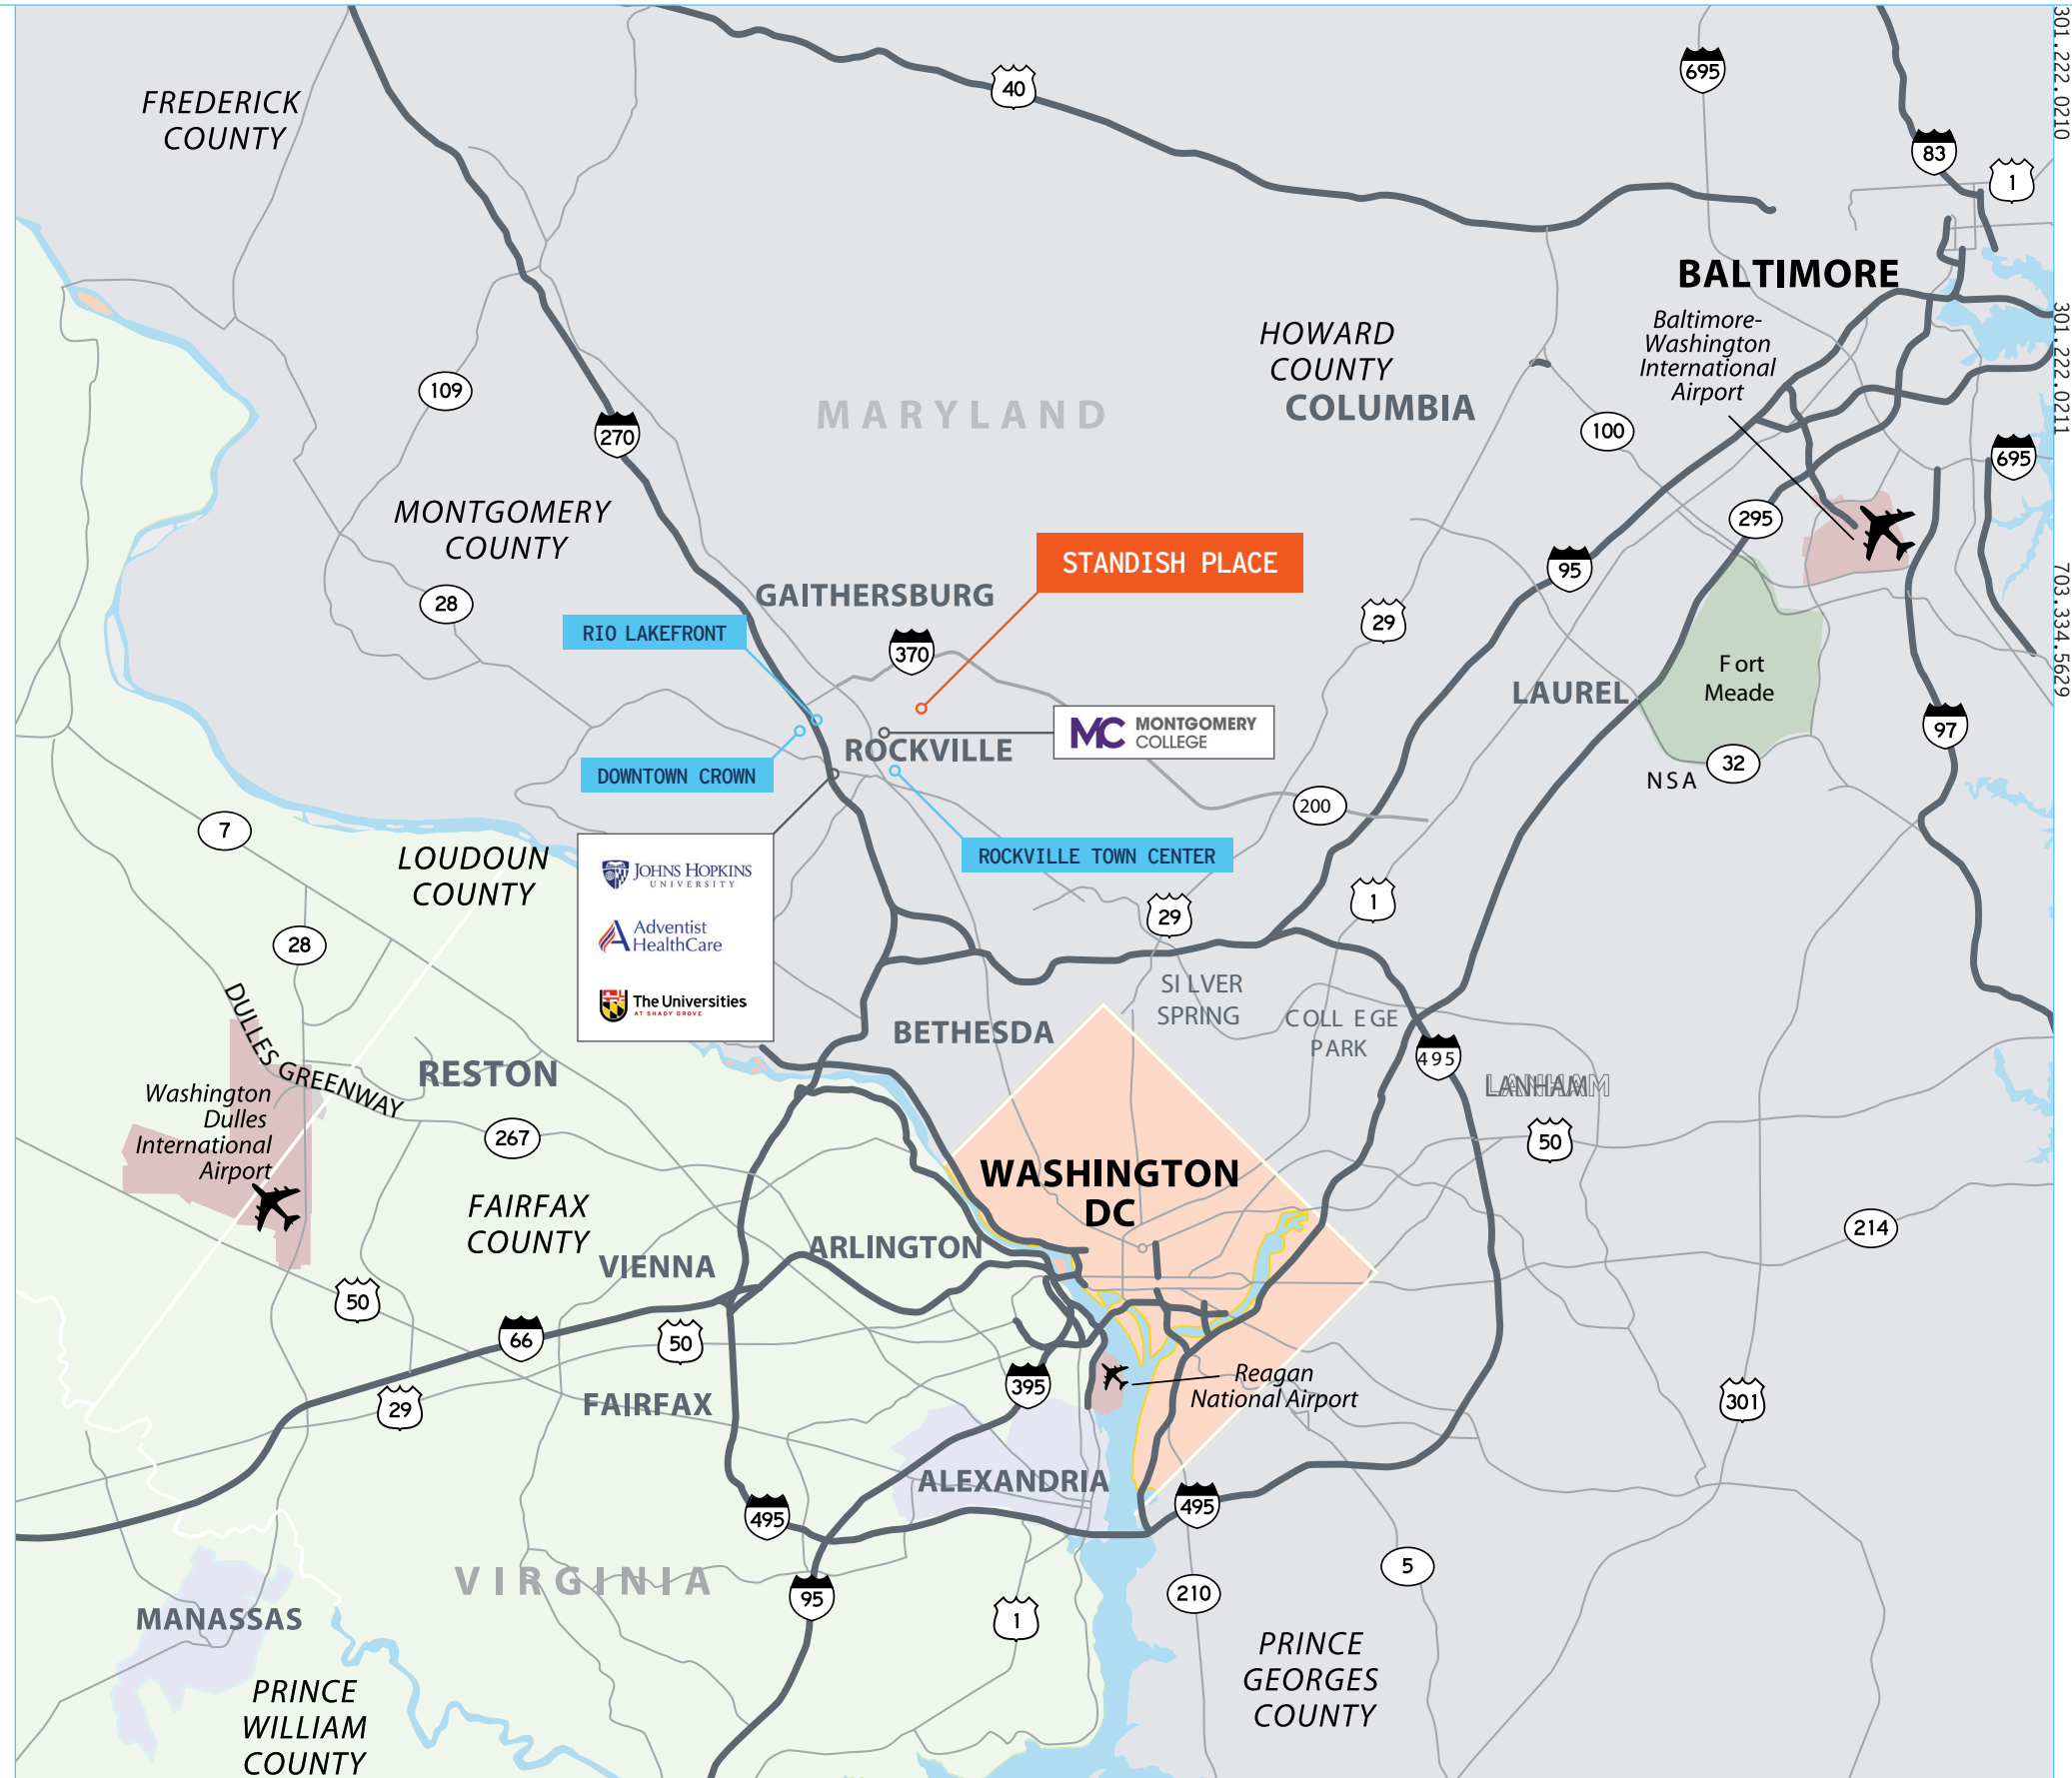 301.222.0210
301.222.0211
703.334.5629
40
695
83
1
FREDERICK
COUNTY
BALTIMORE
Baltimore-
Washington
International
Airport
HOWARD
COUNTY
COLUMBIA
MARYLAND
109
270
100
695
295
MONTGOMERY
COUNTY
STANDISH PLACE
95
GAITHERSBURG
28
29
RIO LAKEFRONT
370
Fort
Meade
LAUREL
97
MC MONTGOMERY
COLLEGE
ROCKVILLE
DOWNTOWN CROWN
32
NSA
200
7
LOUDOUN
COUNTY
ROCKVILLE TOWN CENTER
JOHNS HOPKINS
UNIVERSITY
Adventist
HealthCare
The Universities
AT SHADY GROVE
1
29
28
SILVER
SPRING
COLLEGE
PARK
BETHESDA
495
DULLES GREENWAY
RESTON
LANHAM
Washington
Dulles
International
Airport
267
50
WASHINGTON
DC
FAIRFAX
COUNTY
214
ARLINGTON
VIENNA
50
66
50
395
Reagan
National Airport
29
FAIRFAX
301
ALEXANDRIA
495
495
VIRGINIA
5
95
210
1
MANASSAS
PRINCE
GEORGES
COUNTY
PRINCE
WILLIAM
COUNTY